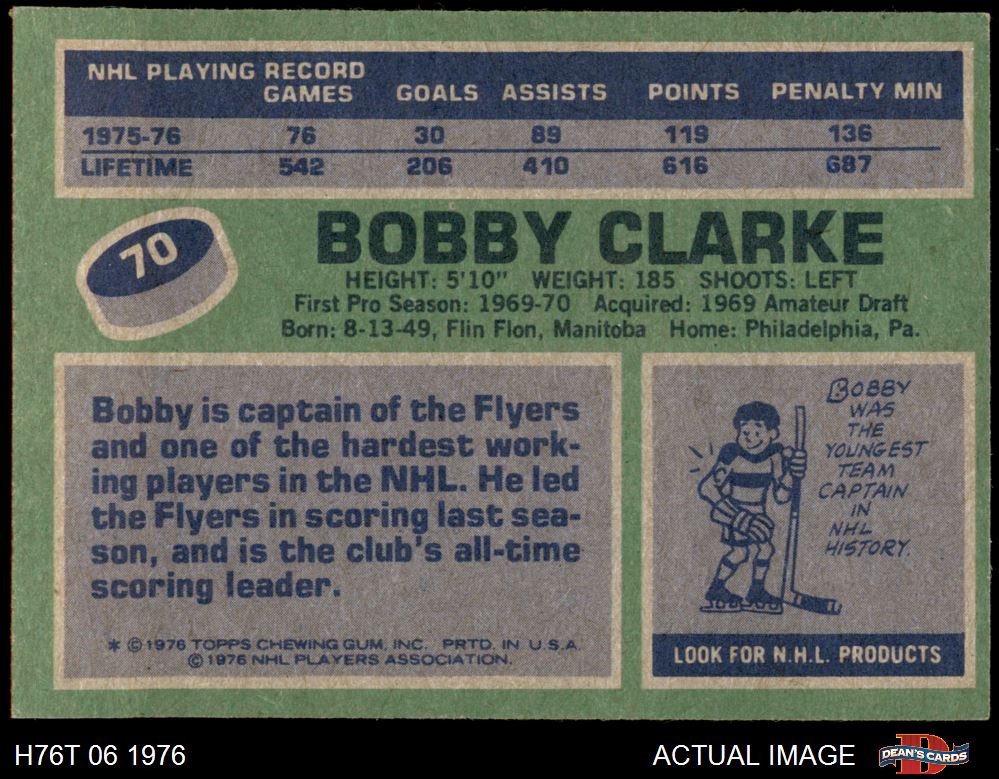 NHL PLAYING RECORD
GAMES GOALS ASSISTS POINTS PENALTY MIN
1975-76 76 30 89 119 136
LIFETIME 542 206 410 616 687
70
BOBBY CLARKE
HEIGHT: 5'10" WEIGHT: 185 SHOOTS: LEFT
First Pro Season: 1969-70 Acquired: 1969 Amateur Draft
Born: 8-13-49, Flin Flon, Manitoba Home: Philadelphia, Pa.
Bobby is captain of the Flyers
and one of the hardest work-
ing players in the NHL. He led
the Flyers in scoring last sea-
son, and is the club's all-time
scoring leader.
* © 1976 TOPPS CHEWING GUM, INC. PRTD. IN U.S.A.
© 1976 NHL PLAYERS ASSOCIATION.
BOBBY
WAS
THE
YOUNGEST
TEAM
CAPTAIN
IN
NHL
HISTORY.
LOOK FOR N.H.L. PRODUCTS
H76T 06 1976
ACTUAL IMAGE
D
DEAN'S CARDS